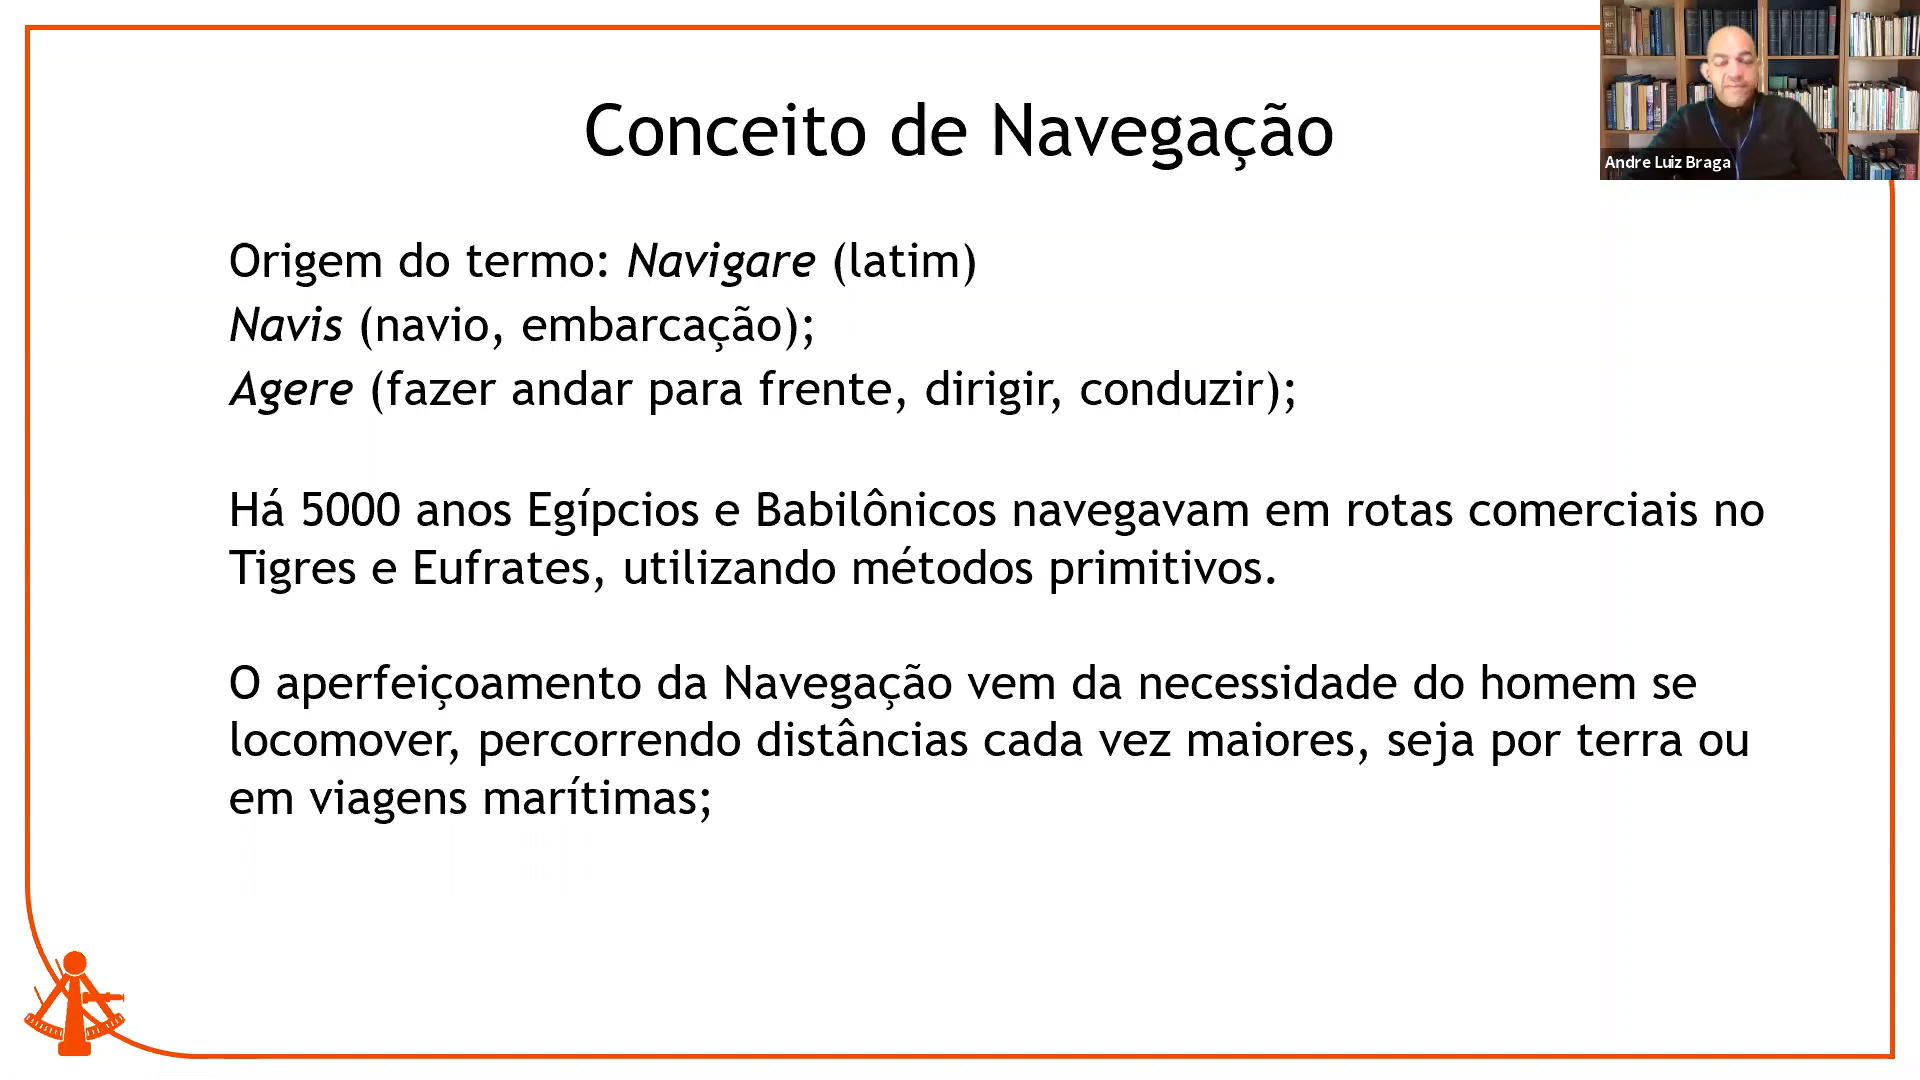 Conceito de Navegação
Andre Luiz Braga
Origem do termo: Navigare (latim)
Navis (navio, embarcação);
Agere (fazer andar para frente, dirigir, conduzir);
Há 5000 anos Egípcios e Babilônicos navegavam em rotas comerciais no
Tigres e Eufrates, utilizando métodos primitivos.
O aperfeiçoamento da Navegação vem da necessidade do homem se
locomover, percorrendo distâncias cada vez maiores, seja por terra ou
em viagens marítimas;